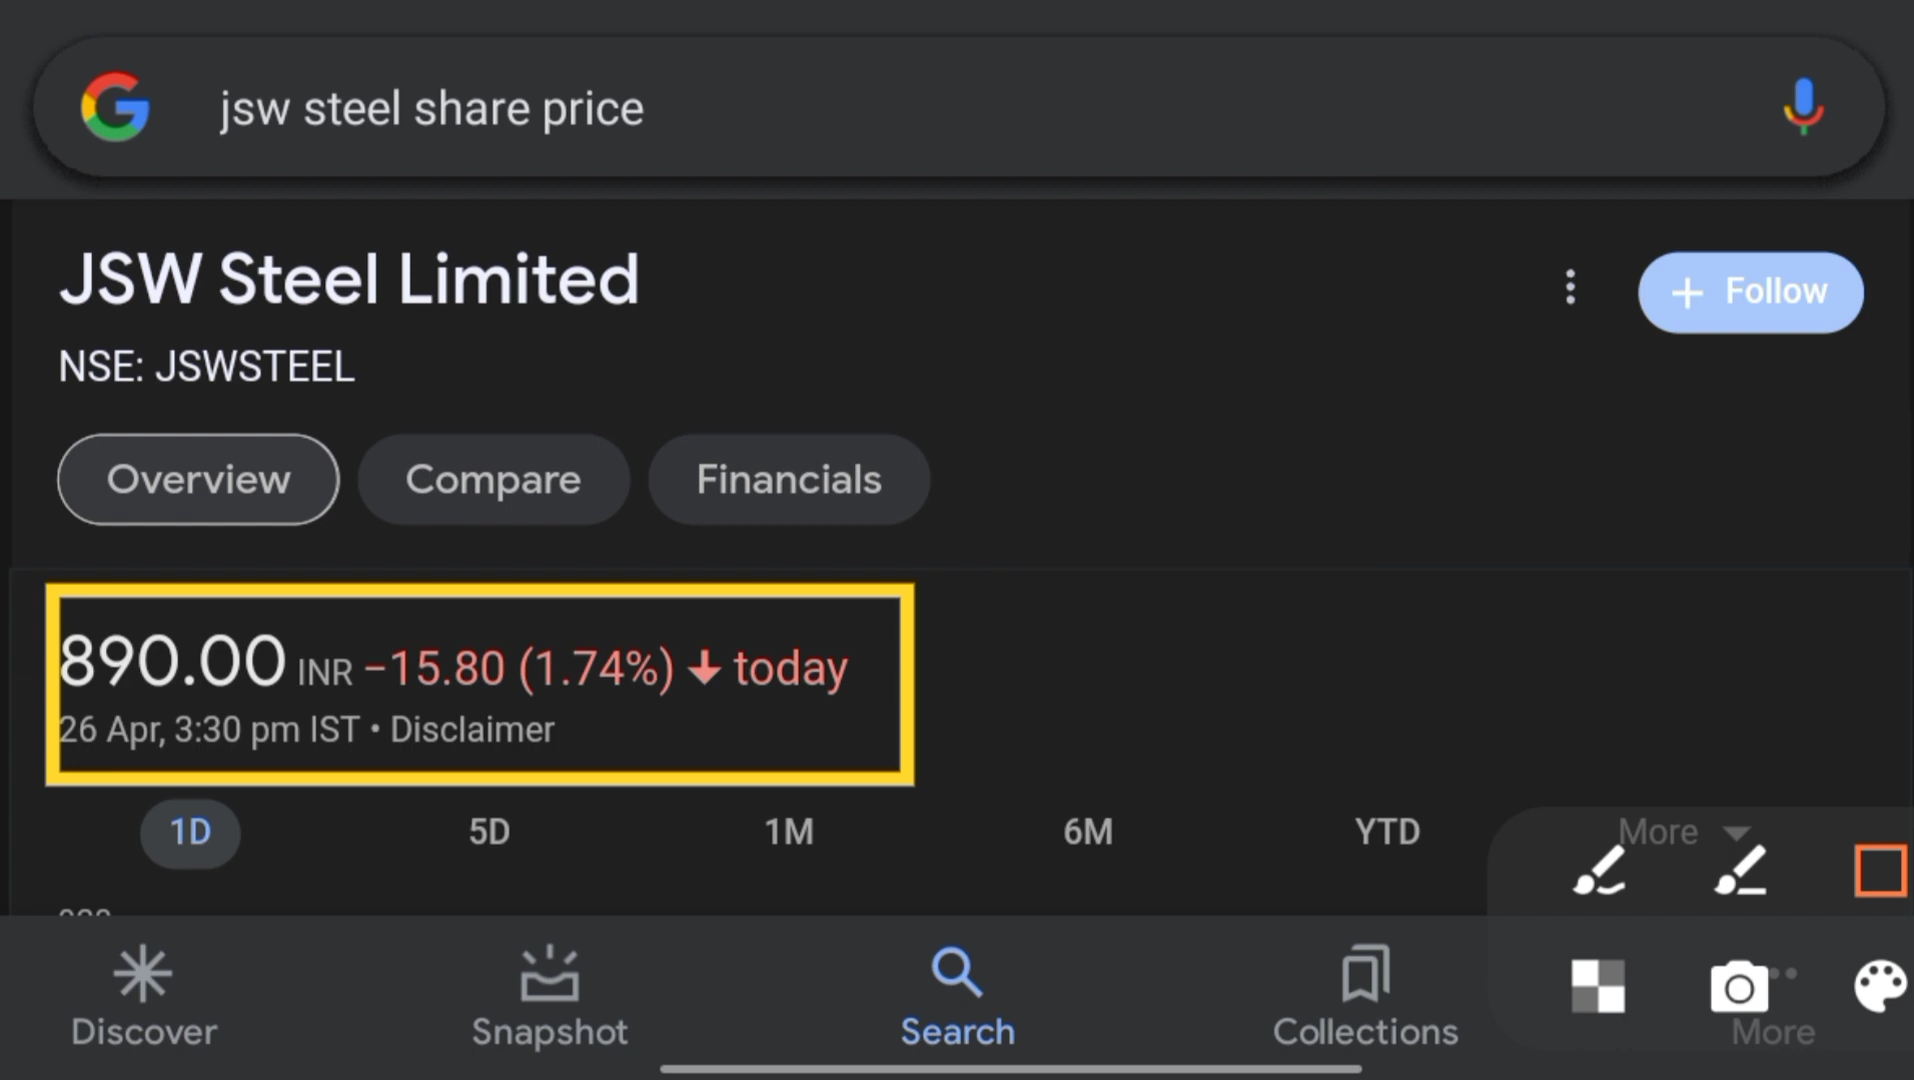 jsw steel share price
JSW Steel Limited
+ Follow
NSE: JSWSTEEL
Overview Compare Financials
890.00 INR −15.80 (1.74%) ↓ today
26 Apr, 3:30 pm IST • Disclaimer
1D 5D 1M 6M YTD More
Discover Snapshot Search Collections More